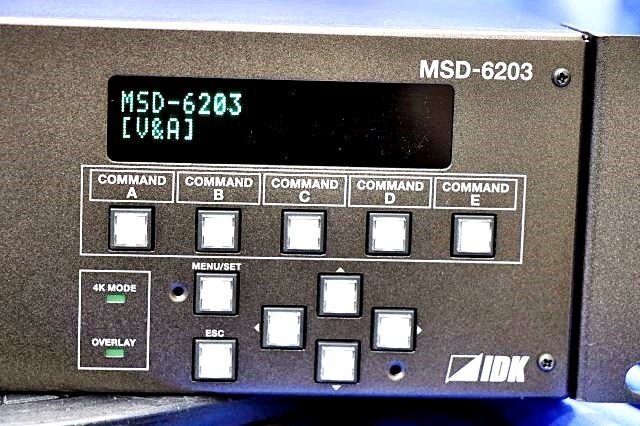 MSD-6203
MSD-6203
[V&A]
COMMAND
A
COMMAND
B
COMMAND
C
COMMAND
D
COMMAND
E
MENU/SET
4K MODE
ESC
OVERLAY
IDK